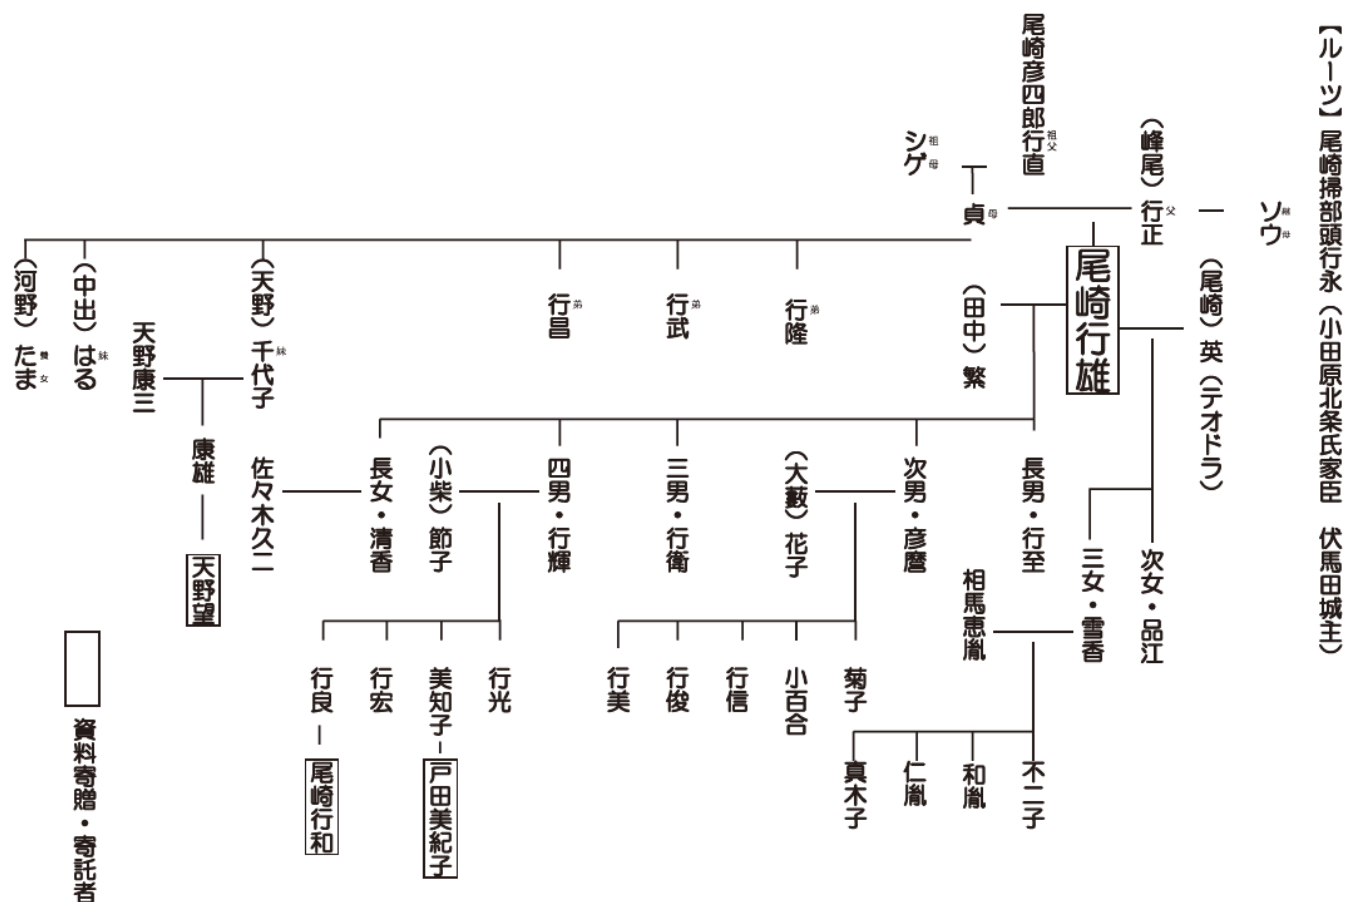 【ルーツ】尾崎掃部頭行永（小田原北条氏家臣　伏馬田城主）
ソウ
母
（峰尾）行正
父
（尾崎）英（テオドラ）
尾崎彦四郎行直
祖父
シゲ
祖母
貞
母
尾崎行雄
（田中）繁
行隆
弟
行武
弟
行昌
弟
（天野）千代子
妹
天野康三
（中出）はる
妹
（河野）たま
養女
次女・品江
三女・雪香
相馬恵胤
長男・行至
次男・彦麿
（大藪）花子
三男・行衛
四男・行輝
（小柴）節子
長女・清香
佐々木久二
康雄
天野望
不二子
和胤
仁胤
真木子
菊子
小百合
行信
行俊
行美
行光
美知子
戸田美紀子
行宏
行良
尾崎行和
資料寄贈・寄託者